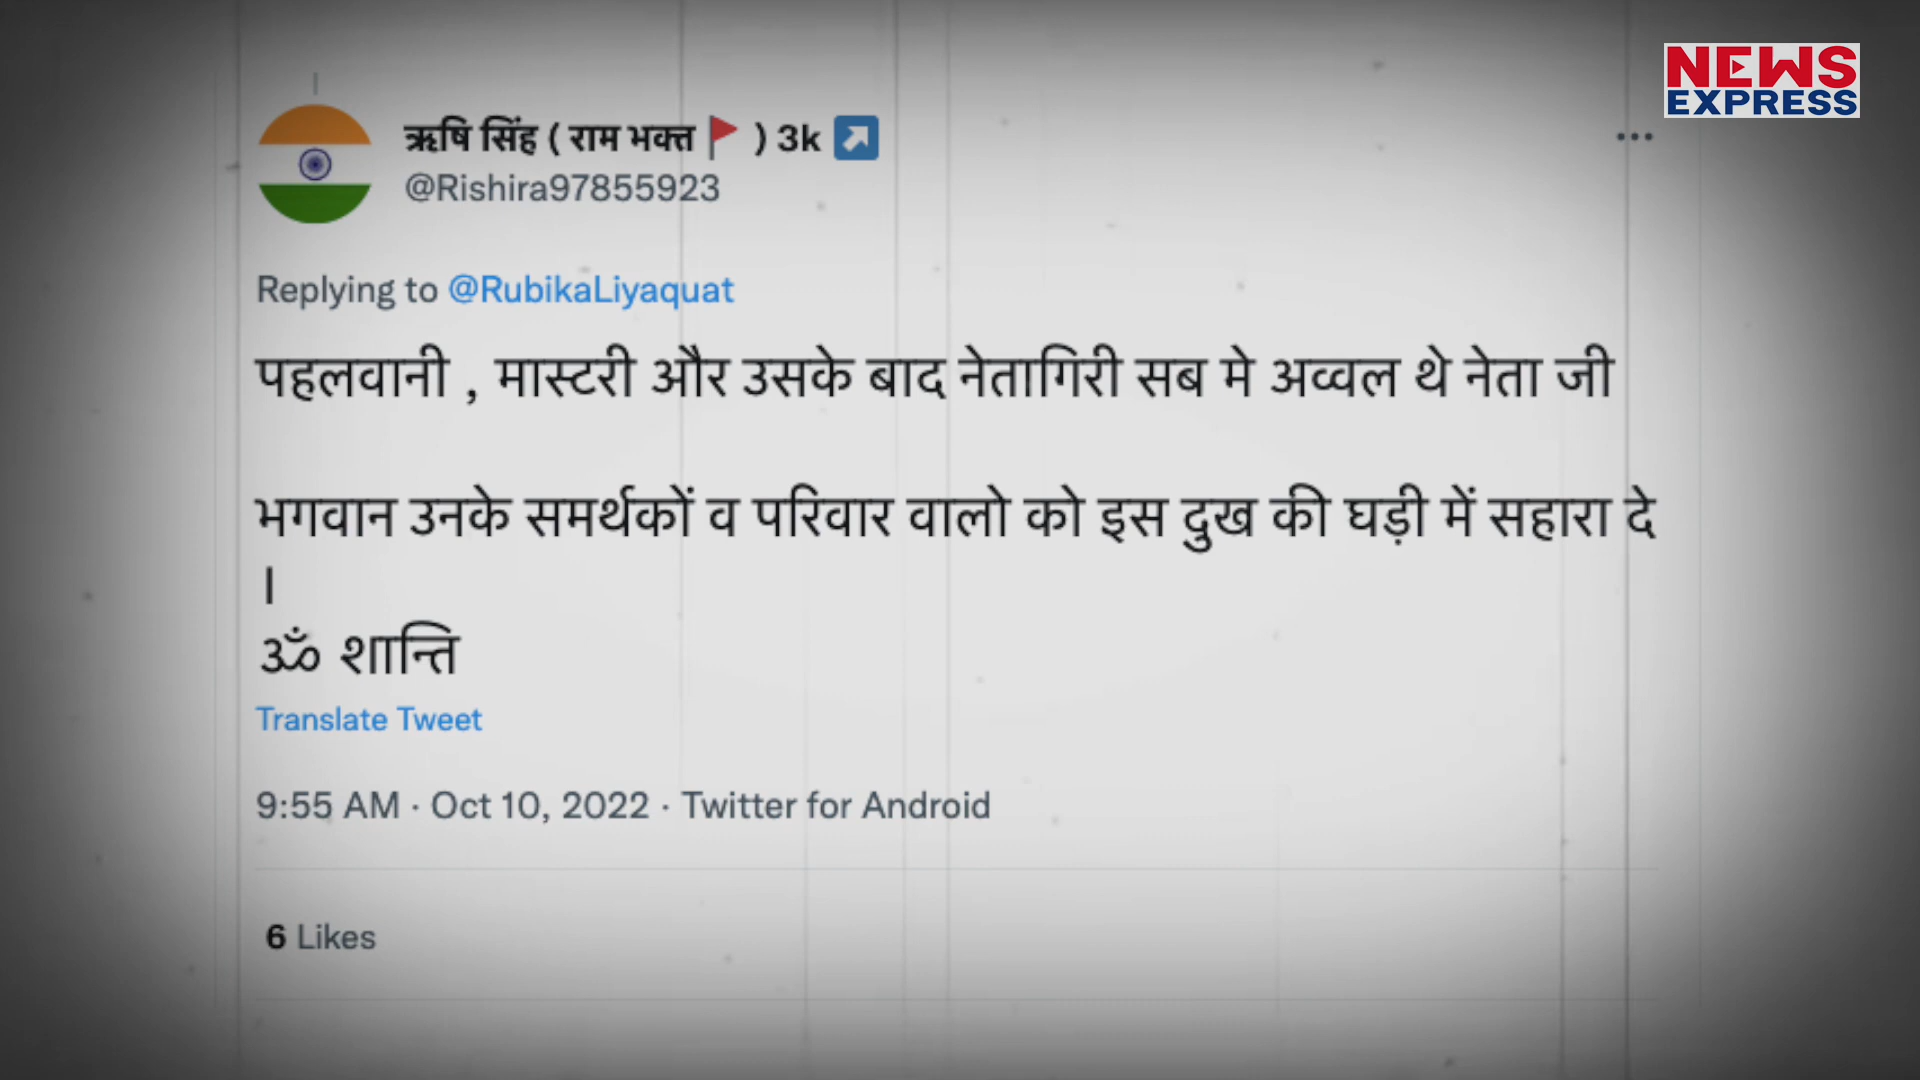 NEWS
EXPRESS
ऋषि सिंह ( राम भक्त 🚩 ) 3k ↗️
@Rishira97855923
Replying to @RubikaLiyaquat
पहलवानी , मास्टरी और उसके बाद नेतागिरी सब मे अव्वल थे नेता जी
भगवान उनके समर्थकों व परिवार वालो को इस दुख की घड़ी में सहारा दे
।
ॐ शान्ति
Translate Tweet
9:55 AM · Oct 10, 2022 · Twitter for Android
6 Likes